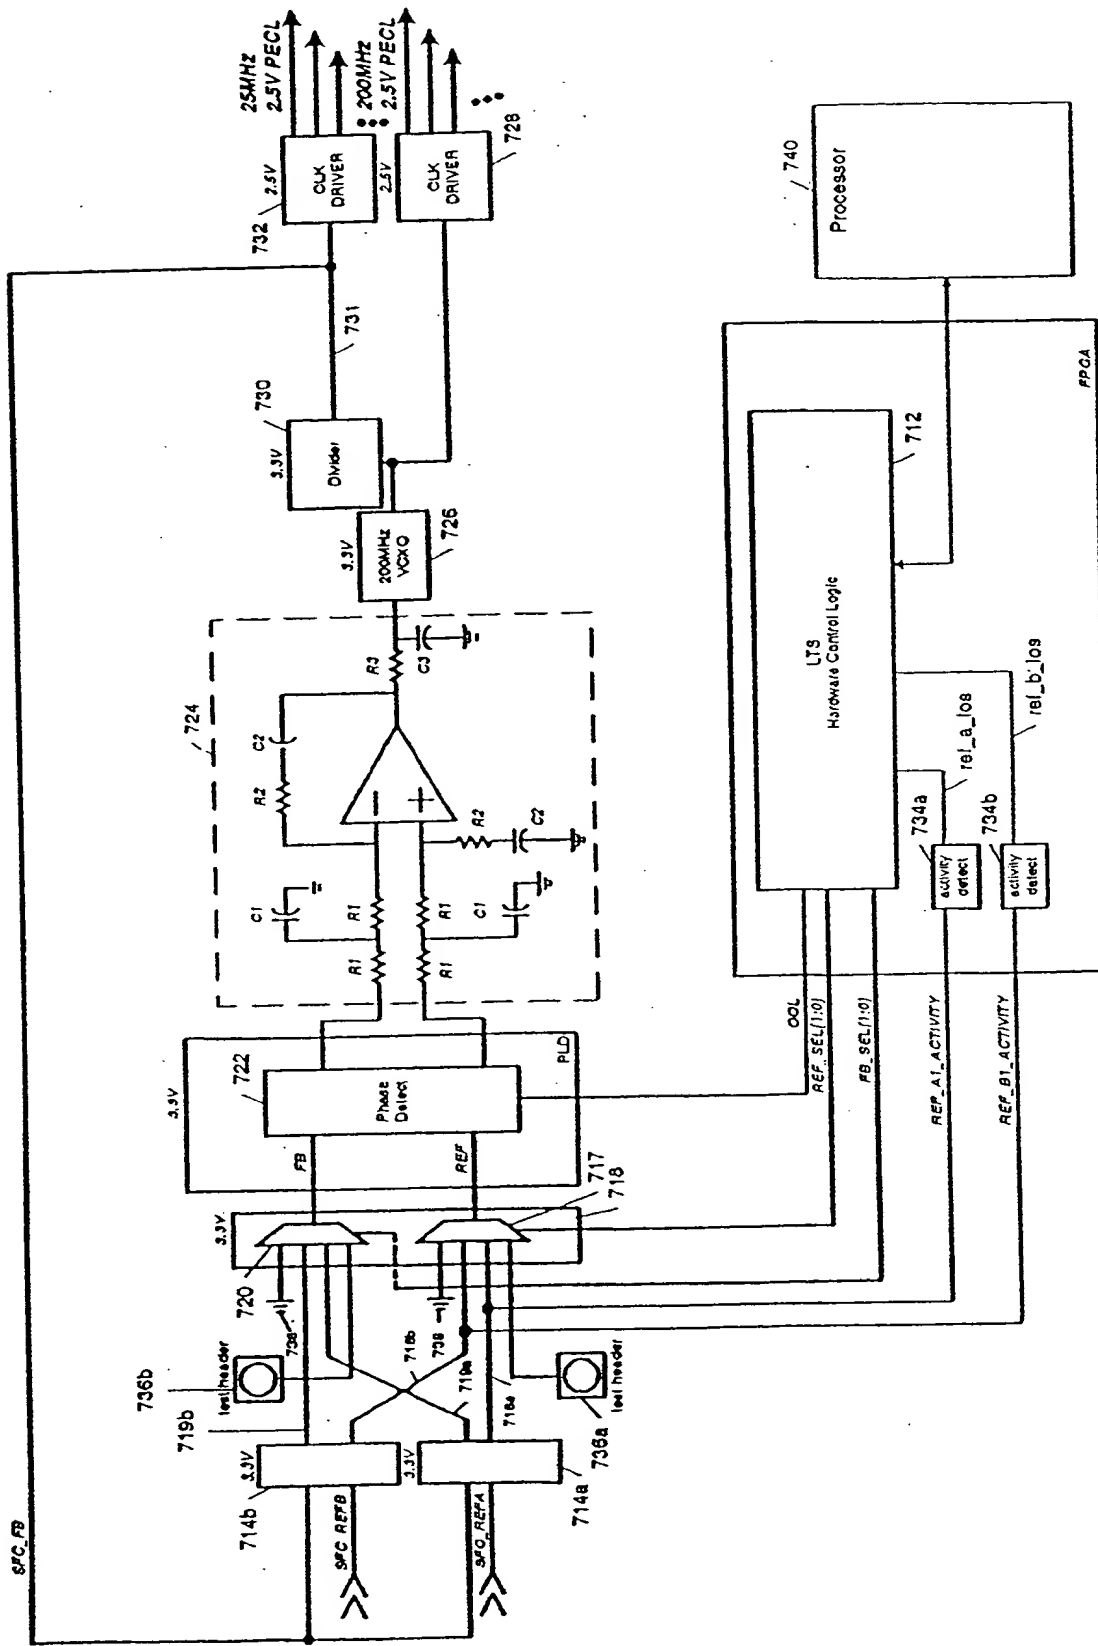 SFC_FB
25MHz
2.5V PECL
200MHz
2.5V PECL
732
2.5V
CLK
DRIVER
2.5V
CLK
DRIVER
728
731
730
3.3V
Divider
3.3V
200MHz
VCXO
726
724
R3
C3
C2
R2
R2
C2
C1
R1
R1
R1
R1
C1
3.3V
722
Phase
Detect
PLD
FB
REF
3.3V
720
717
718
738
738
736b
test header
719b
718b
719a
718a
test header
736a
3.3V
714b
3.3V
714a
SFC_REFB
SFC_REFA
740
Processor
FPGA
712
LTS
Hardware Control Logic
ref_a_los
ref_b_los
734a
activity
detect
734b
activity
detect
OOL
REF_SEL[1:0]
FB_SEL[1:0]
REF_A1_ACTIVITY
REF_B1_ACTIVITY